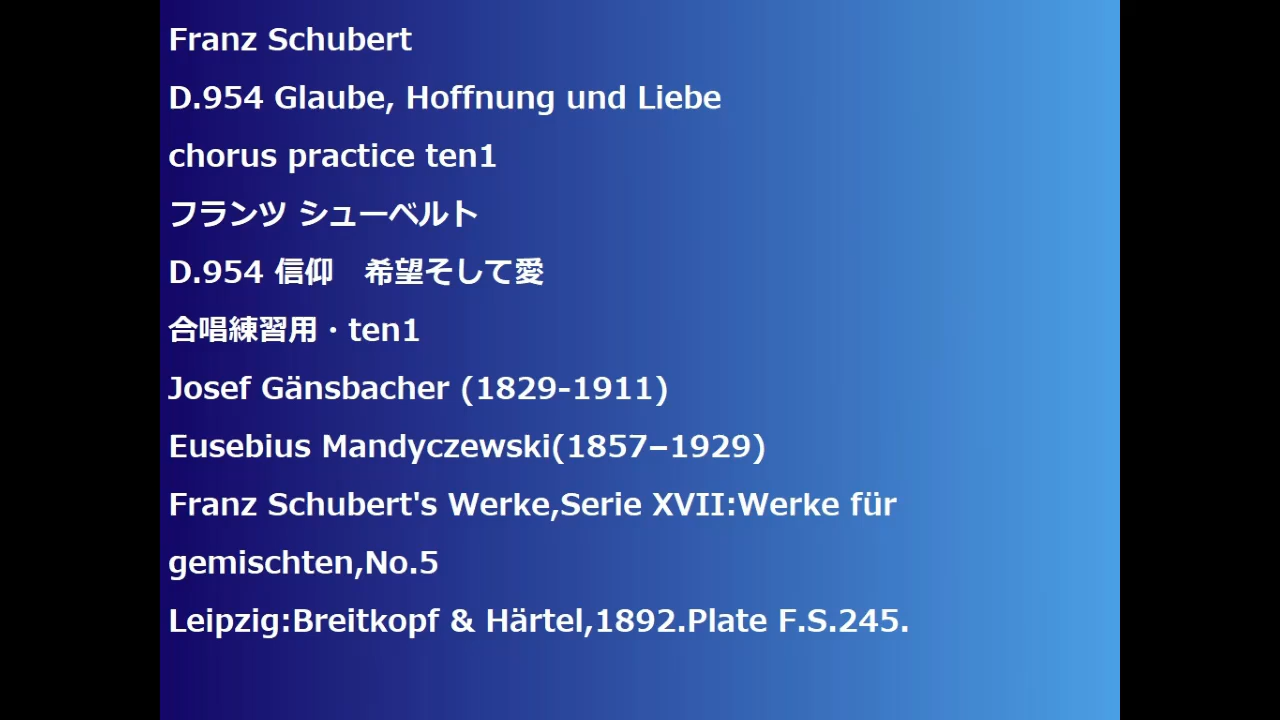 Franz Schubert
D.954 Glaube, Hoffnung und Liebe
chorus practice ten1
フランツ シューベルト
D.954 信仰　希望そして愛
合唱練習用・ten1
Josef Gänsbacher (1829-1911)
Eusebius Mandyczewski(1857–1929)
Franz Schubert's Werke,Serie XVII:Werke für
gemischten,No.5
Leipzig:Breitkopf & Härtel,1892.Plate F.S.245.